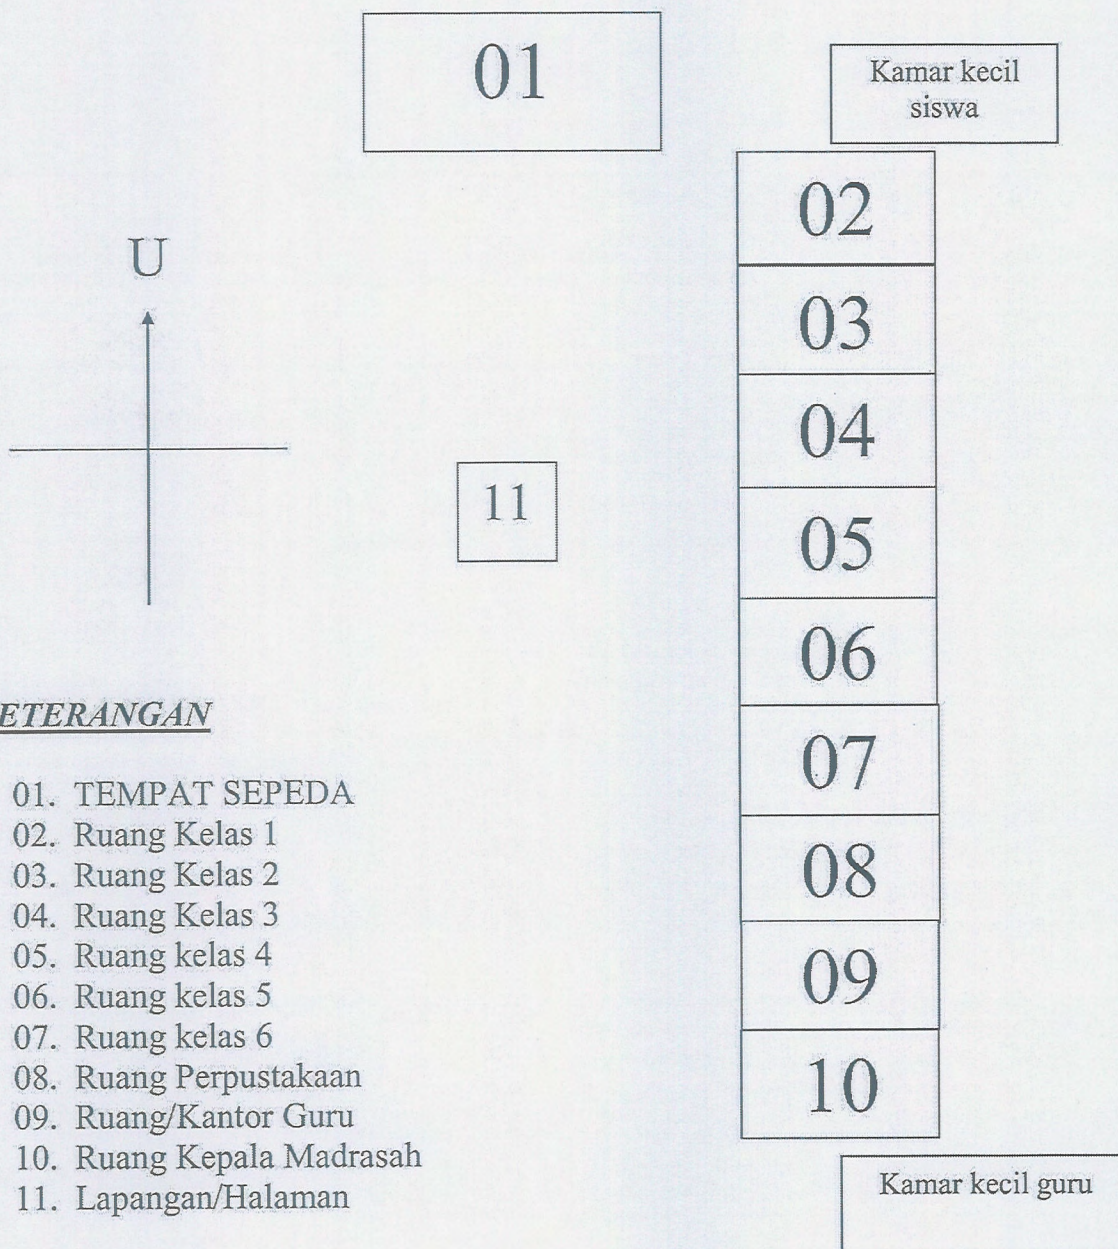 01
Kamar kecil
siswa
02
03
04
05
06
07
08
09
10
Kamar kecil guru
U
11
ETERANGAN
01. TEMPAT SEPEDA
02. Ruang Kelas 1
03. Ruang Kelas 2
04. Ruang Kelas 3
05. Ruang kelas 4
06. Ruang kelas 5
07. Ruang kelas 6
08. Ruang Perpustakaan
09. Ruang/Kantor Guru
10. Ruang Kepala Madrasah
11. Lapangan/Halaman